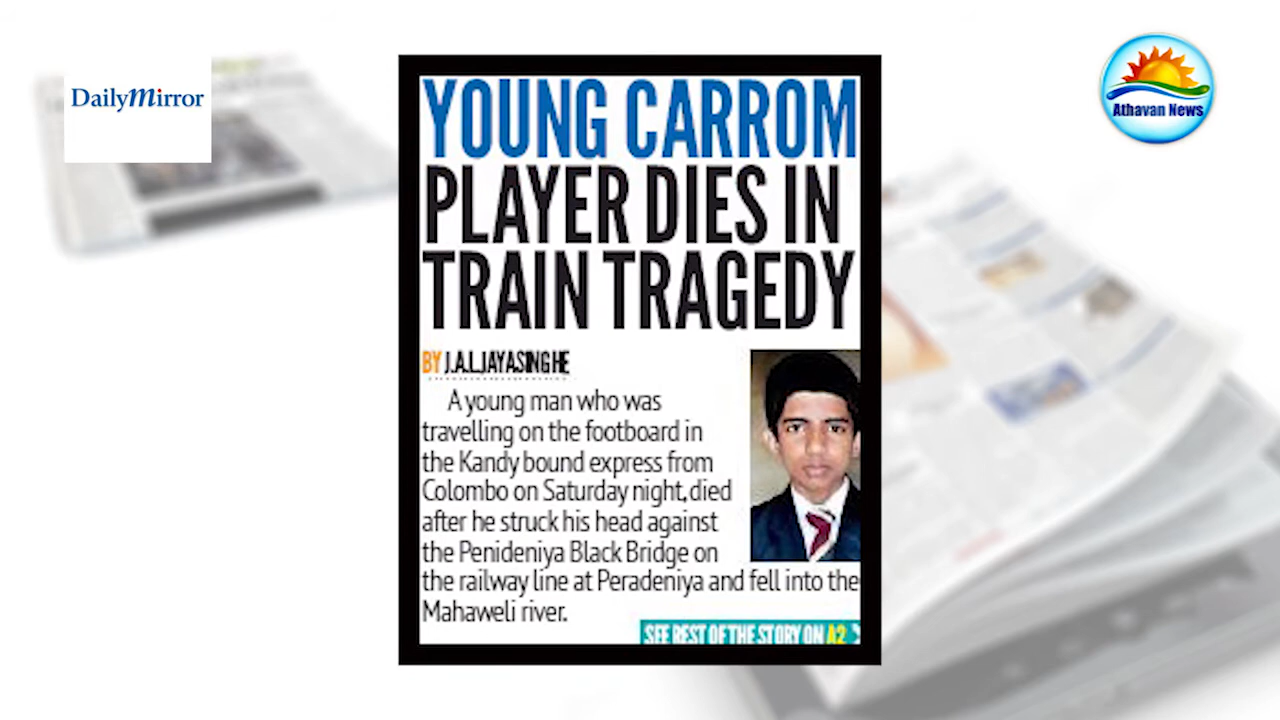 DailyMirror
Athavan News
YOUNG CARROM
PLAYER DIES IN
TRAIN TRAGEDY
BY J.A.L.JAYASINGHE
A young man who was
travelling on the footboard in
the Kandy bound express from
Colombo on Saturday night, died
after he struck his head against
the Penideniya Black Bridge on
the railway line at Peradeniya and fell into the
Mahaweli river.
SEE REST OF THE STORY ON A2